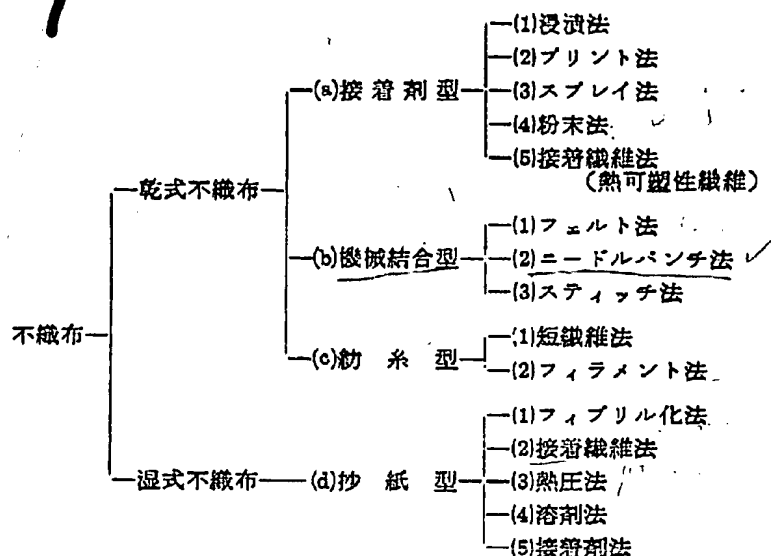 不織布
乾式不織布
(a)接着剤型
(1)浸漬法
(2)プリント法
(3)スプレイ法
(4)粉末法
(5)接着繊維法
(熱可塑性繊維)
(b)機械結合型
(1)フェルト法
(2)ニードルパンチ法
(3)スティッチ法
(c)紡糸型
(1)短繊維法
(2)フィラメント法
湿式不織布
(d)抄紙型
(1)フィブリル化法
(2)接着繊維法
(3)熱圧法
(4)溶剤法
(5)接着剤法